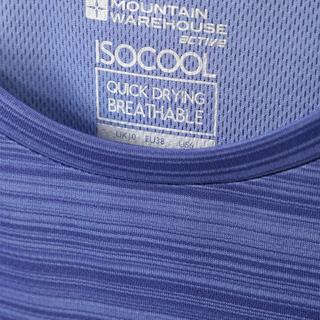 MOUNTAIN
WAREHOUSE
active
ISOCOOL
QUICK DRYING
BREATHABLE
UK10 EU38 US6